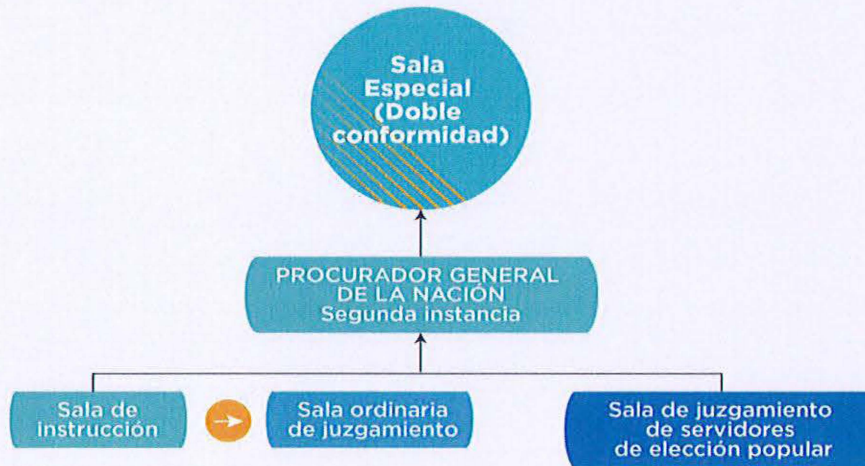 Sala
Especial
(Doble
conformidad)
PROCURADOR GENERAL
DE LA NACIÓN
Segunda instancia
Sala de
instrucción
Sala ordinaria
de juzgamiento
Sala de juzgamiento
de servidores
de elección popular